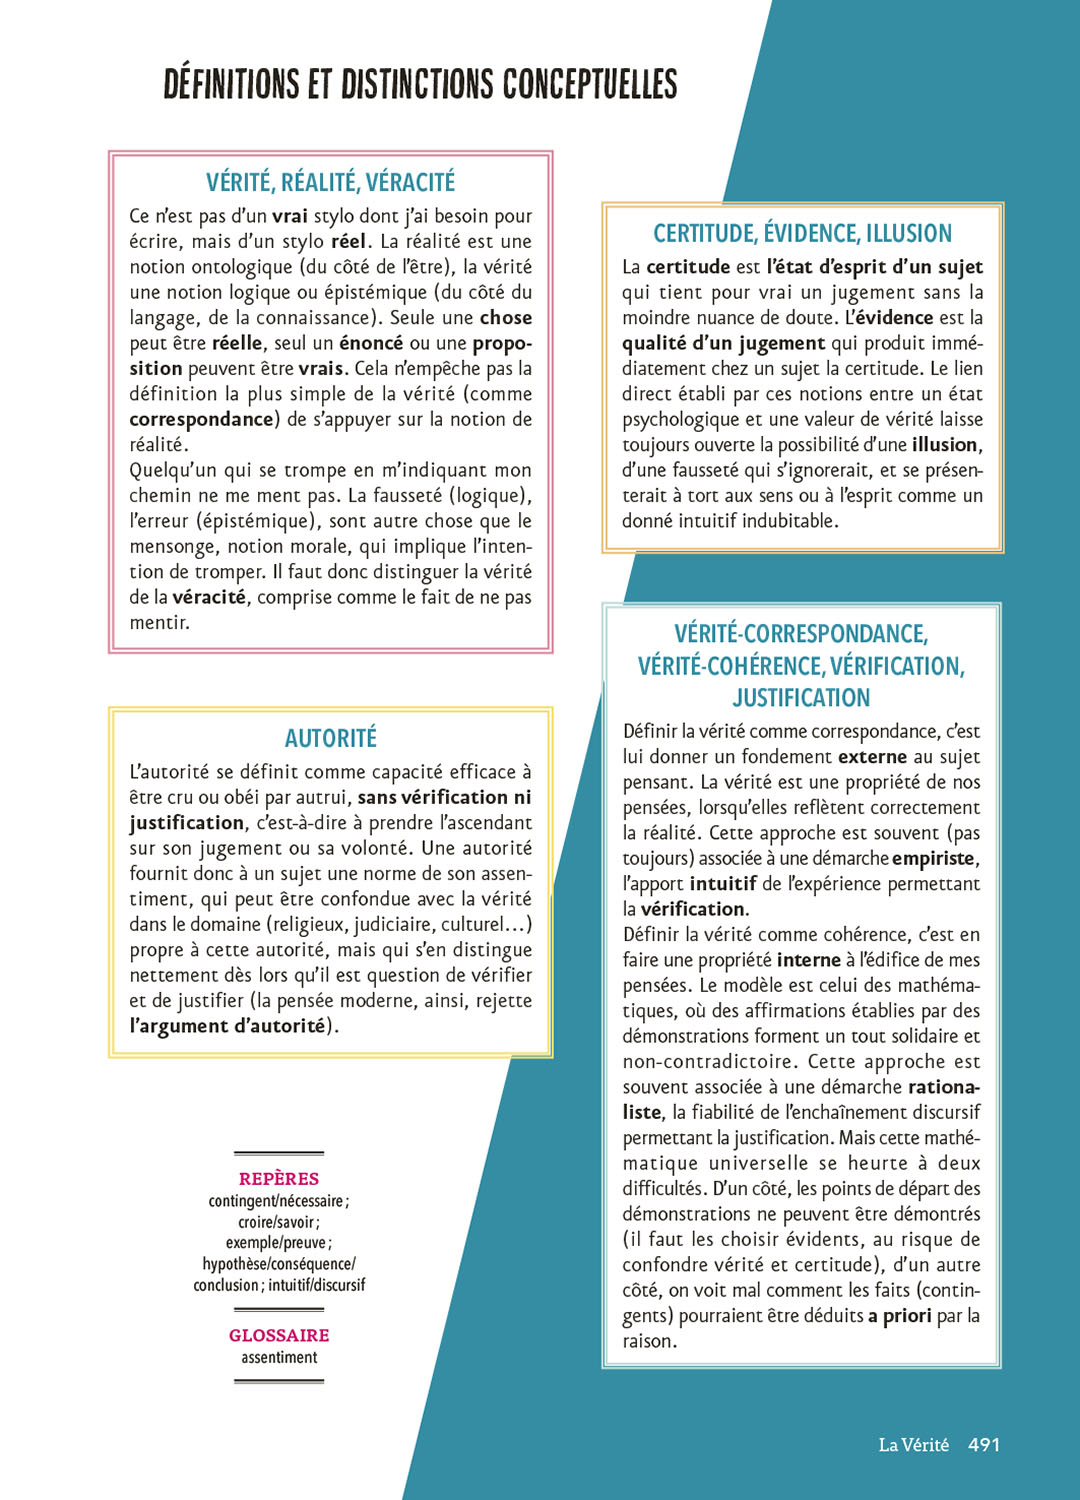 DÉFINITIONS ET DISTINCTIONS CONCEPTUELLES
VÉRITÉ, RÉALITÉ, VÉRACITÉ
Ce n'est pas d'un vrai stylo dont j'ai besoin pour
écrire, mais d'un stylo réel. La réalité est une
notion ontologique (du côté de l'être), la vérité
une notion logique ou épistémique (du côté du
langage, de la connaissance). Seule une chose
peut être réelle, seul un énoncé ou une propo-
sition peuvent être vrais. Cela n'empêche pas la
définition la plus simple de la vérité (comme
correspondance) de s'appuyer sur la notion de
réalité.
Quelqu'un qui se trompe en m'indiquant mon
chemin ne me ment pas. La fausseté (logique),
l'erreur (épistémique), sont autre chose que le
mensonge, notion morale, qui implique l'inten-
tion de tromper. Il faut donc distinguer la vérité
de la véracité, comprise comme le fait de ne pas
mentir.
AUTORITÉ
L'autorité se définit comme capacité efficace à
être cru ou obéi par autrui, sans vérification ni
justification, c'est-à-dire à prendre l'ascendant
sur son jugement ou sa volonté. Une autorité
fournit donc à un sujet une norme de son assen-
timent, qui peut être confondue avec la vérité
dans le domaine (religieux, judiciaire, culturel…)
propre à cette autorité, mais qui s'en distingue
nettement dès lors qu'il est question de vérifier
et de justifier (la pensée moderne, ainsi, rejette
l'argument d'autorité).
REPÈRES
contingent/nécessaire ;
croire/savoir ;
exemple/preuve ;
hypothèse/conséquence/
conclusion ; intuitif/discursif
GLOSSAIRE
assentiment
CERTITUDE, ÉVIDENCE, ILLUSION
La certitude est l'état d'esprit d'un sujet
qui tient pour vrai un jugement sans la
moindre nuance de doute. L'évidence est la
qualité d'un jugement qui produit immé-
diatement chez un sujet la certitude. Le lien
direct établi par ces notions entre un état
psychologique et une valeur de vérité laisse
toujours ouverte la possibilité d'une illusion,
d'une fausseté qui s'ignorerait, et se présen-
terait à tort aux sens ou à l'esprit comme un
donné intuitif indubitable.
VÉRITÉ-CORRESPONDANCE,
VÉRITÉ-COHÉRENCE, VÉRIFICATION,
JUSTIFICATION
Définir la vérité comme correspondance, c'est
lui donner un fondement externe au sujet
pensant. La vérité est une propriété de nos
pensées, lorsqu'elles reflètent correctement
la réalité. Cette approche est souvent (pas
toujours) associée à une démarche empiriste,
l'apport intuitif de l'expérience permettant
la vérification.
Définir la vérité comme cohérence, c'est en
faire une propriété interne à l'édifice de mes
pensées. Le modèle est celui des mathéma-
tiques, où des affirmations établies par des
démonstrations forment un tout solidaire et
non-contradictoire. Cette approche est
souvent associée à une démarche rationa-
liste, la fiabilité de l'enchaînement discursif
permettant la justification. Mais cette mathé-
matique universelle se heurte à deux
difficultés. D'un côté, les points de départ des
démonstrations ne peuvent être démontrés
(il faut les choisir évidents, au risque de
confondre vérité et certitude), d'un autre
côté, on voit mal comment les faits (contin-
gents) pourraient être déduits a priori par la
raison.
La Vérité 491